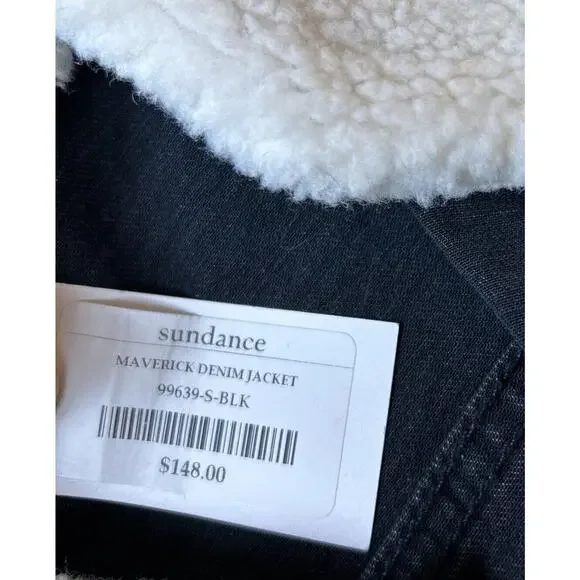 sundance
MAVERICK DENIM JACKET
99639-S-BLK
$148.00